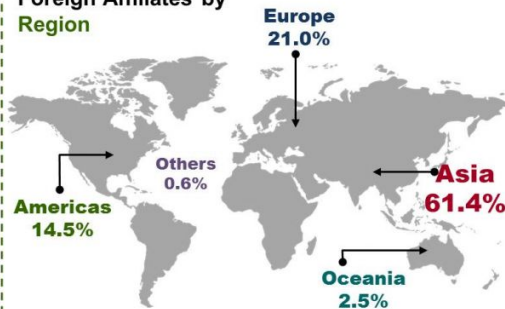 Foreign Affiliates by
Region
Europe
21.0%
Others
0.6%
Asia
61.4%
Americas
14.5%
Oceania
2.5%